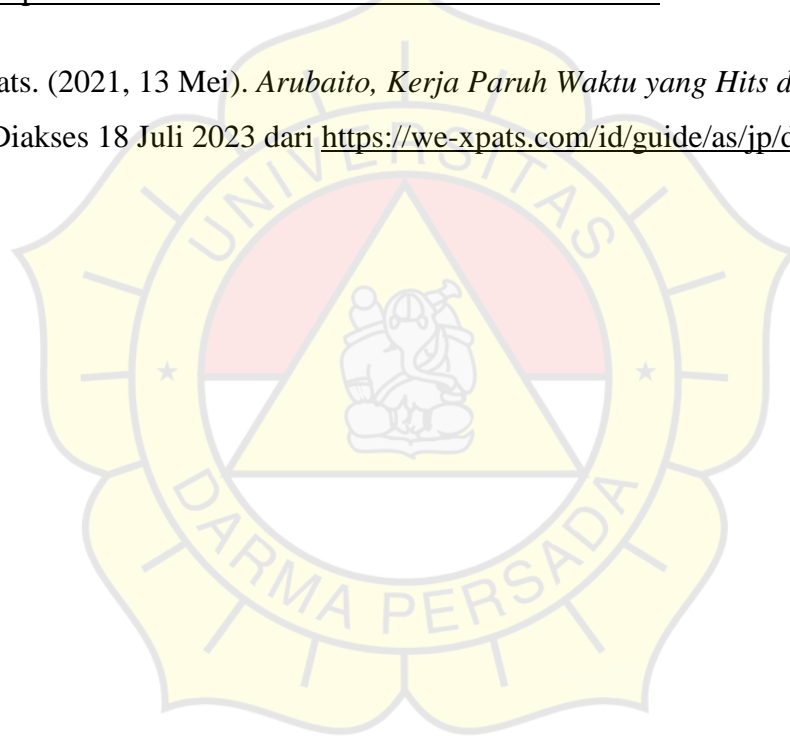 ats. (2021, 13 Mei). Arubaito, Kerja Paruh Waktu yang Hits d
Diakses 18 Juli 2023 dari https://we-xpats.com/id/guide/as/jp/d
UNIVERSITAS
DARMA PERSADA